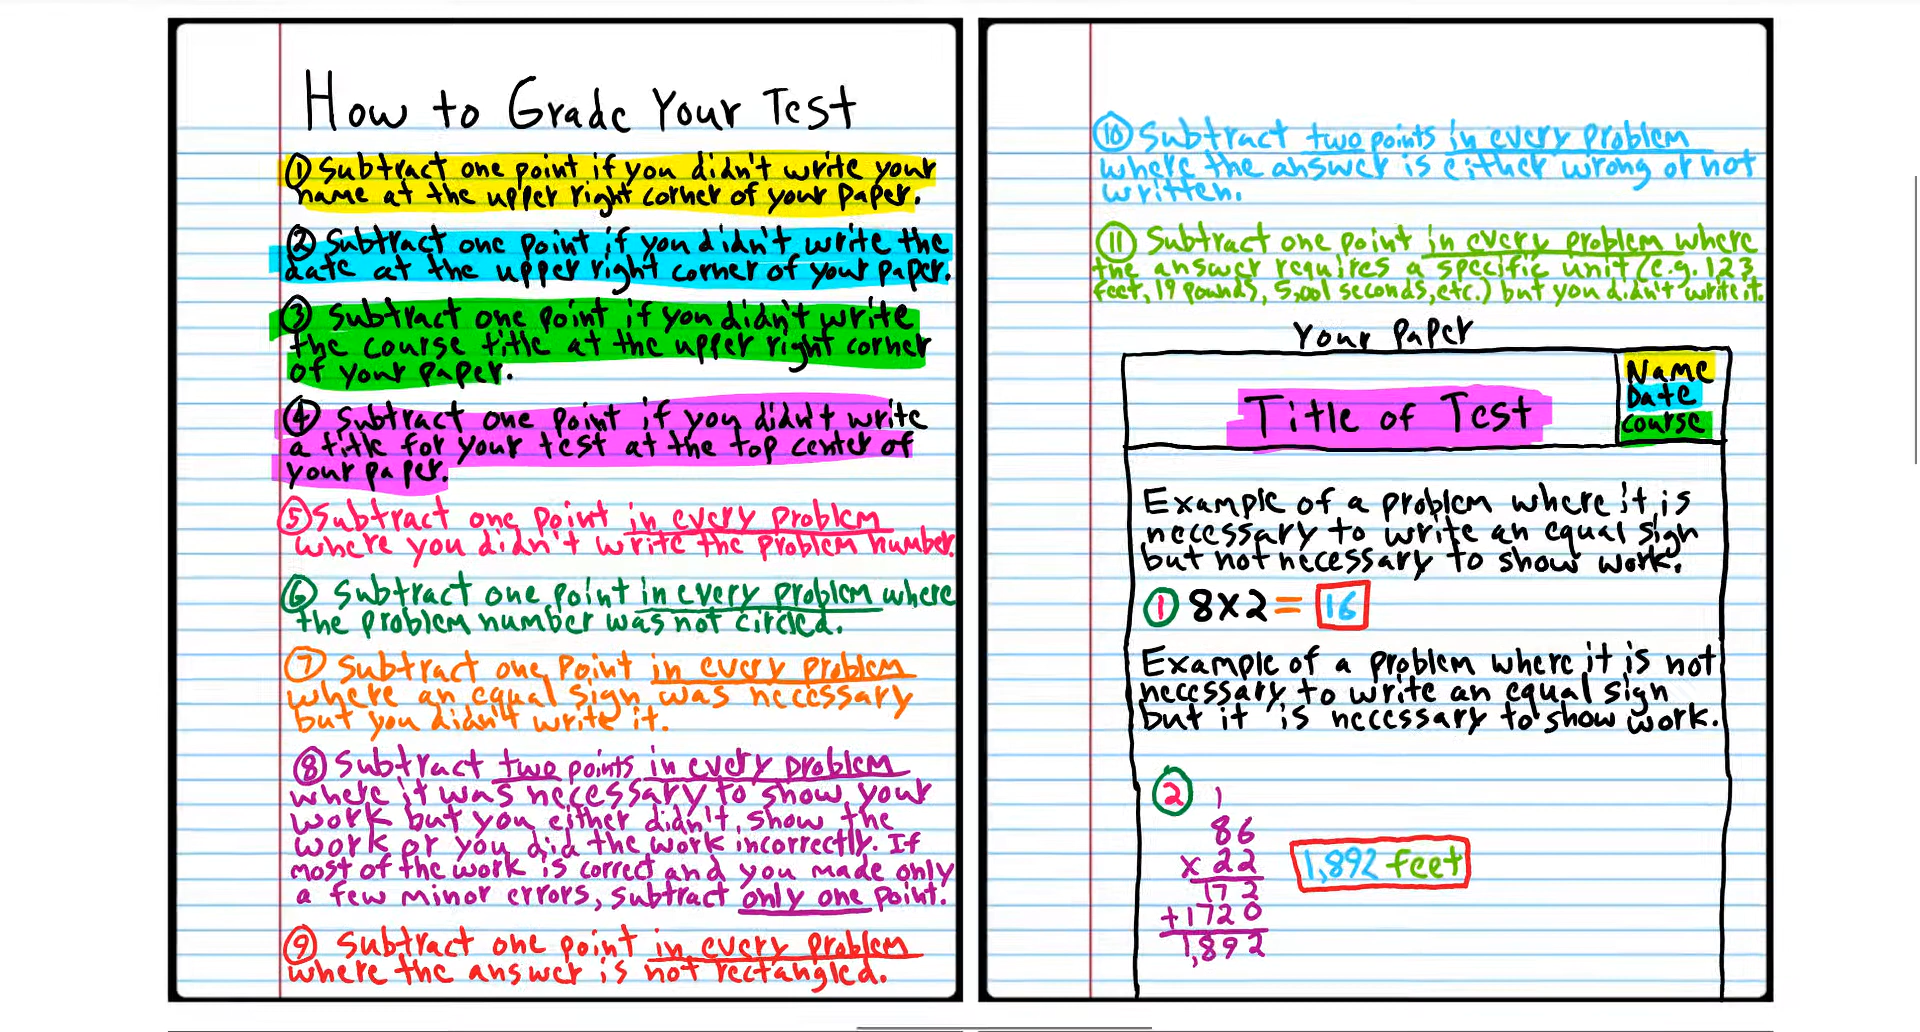 How to Grade Your Test
① Subtract one point if you didn't write your
name at the upper right corner of your paper.
② Subtract one point if you didn't write the
date at the upper right corner of your paper.
③ Subtract one point if you didn't write
the course title at the upper right corner
of your paper.
④ Subtract one point if you didn't write
a title for your test at the top center of
your paper.
⑤ Subtract one point in every problem
where you didn't write the problem number.
⑥ Subtract one point in every problem where
the problem number was not circled.
⑦ Subtract one point in every problem
where an equal sign was necessary
but you didn't write it.
⑧ Subtract two points in every problem
where it was necessary to show your
work but you either didn't show the
work or you did the work incorrectly. If
most of the work is correct and you made only
a few minor errors, subtract only one point.
⑨ Subtract one point in every problem
where the answer is not rectangled.
⑩ Subtract two points in every problem
where the answer is either wrong or not
written.
⑪ Subtract one point in every problem where
the answer requires a specific unit (e.g. 123
feet, 19 pounds, 5,001 seconds, etc.) but you didn't write it.
Your Paper
Title of Test
Name
Date
Course
Example of a problem where it is
necessary to write an equal sign
but not necessary to show work.
① 8x2 = 16
Example of a problem where it is not
necessary to write an equal sign
but it is necessary to show work.
②
1
86
x 22
172
+1720
1,892
1,892 feet